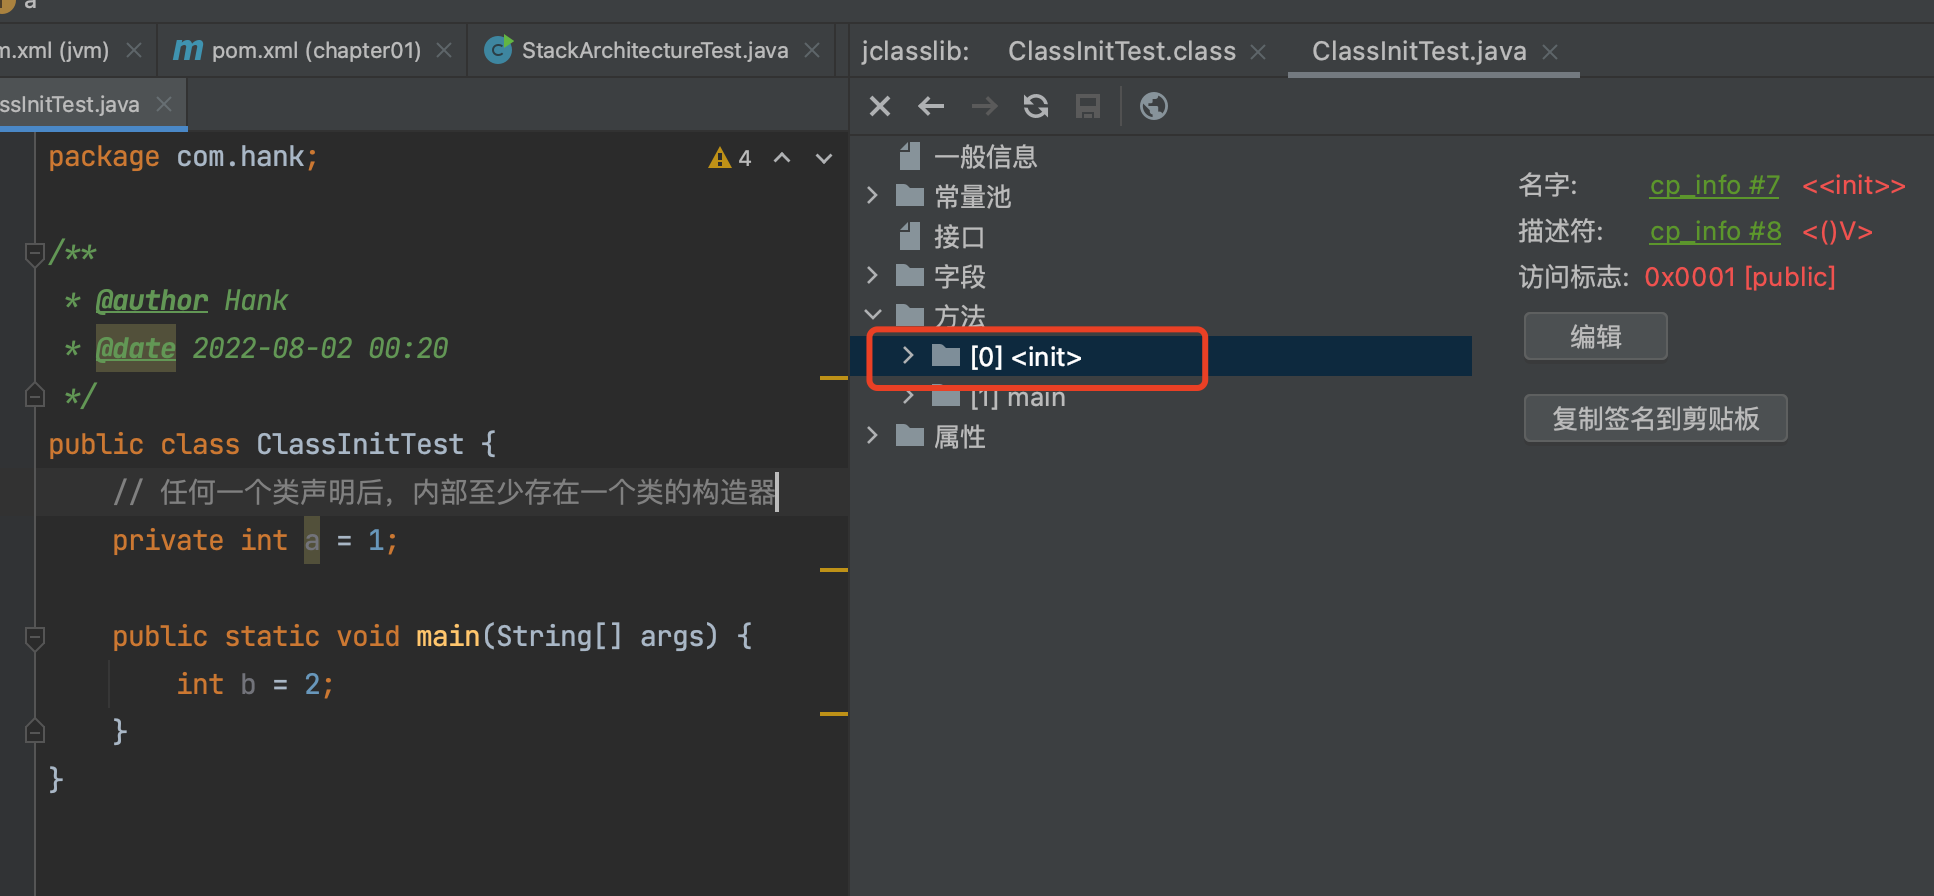 a
m.xml (jvm)
pom.xml (chapter01)
StackArchitectureTest.java
ssInitTest.java
4
package com.hank;
/**
* @author Hank
* @date 2022-08-02 00:20
*/
public class ClassInitTest {
// 任何一个类声明后，内部至少存在一个类的构造器
private int a = 1;
public static void main(String[] args) {
int b = 2;
}
}
jclasslib:
ClassInitTest.class
ClassInitTest.java
一般信息
常量池
接口
字段
方法
[0] <init>
[1] main
属性
名字: cp_info #7 <<init>>
描述符: cp_info #8 <()V>
访问标志: 0x0001 [public]
编辑
复制签名到剪贴板